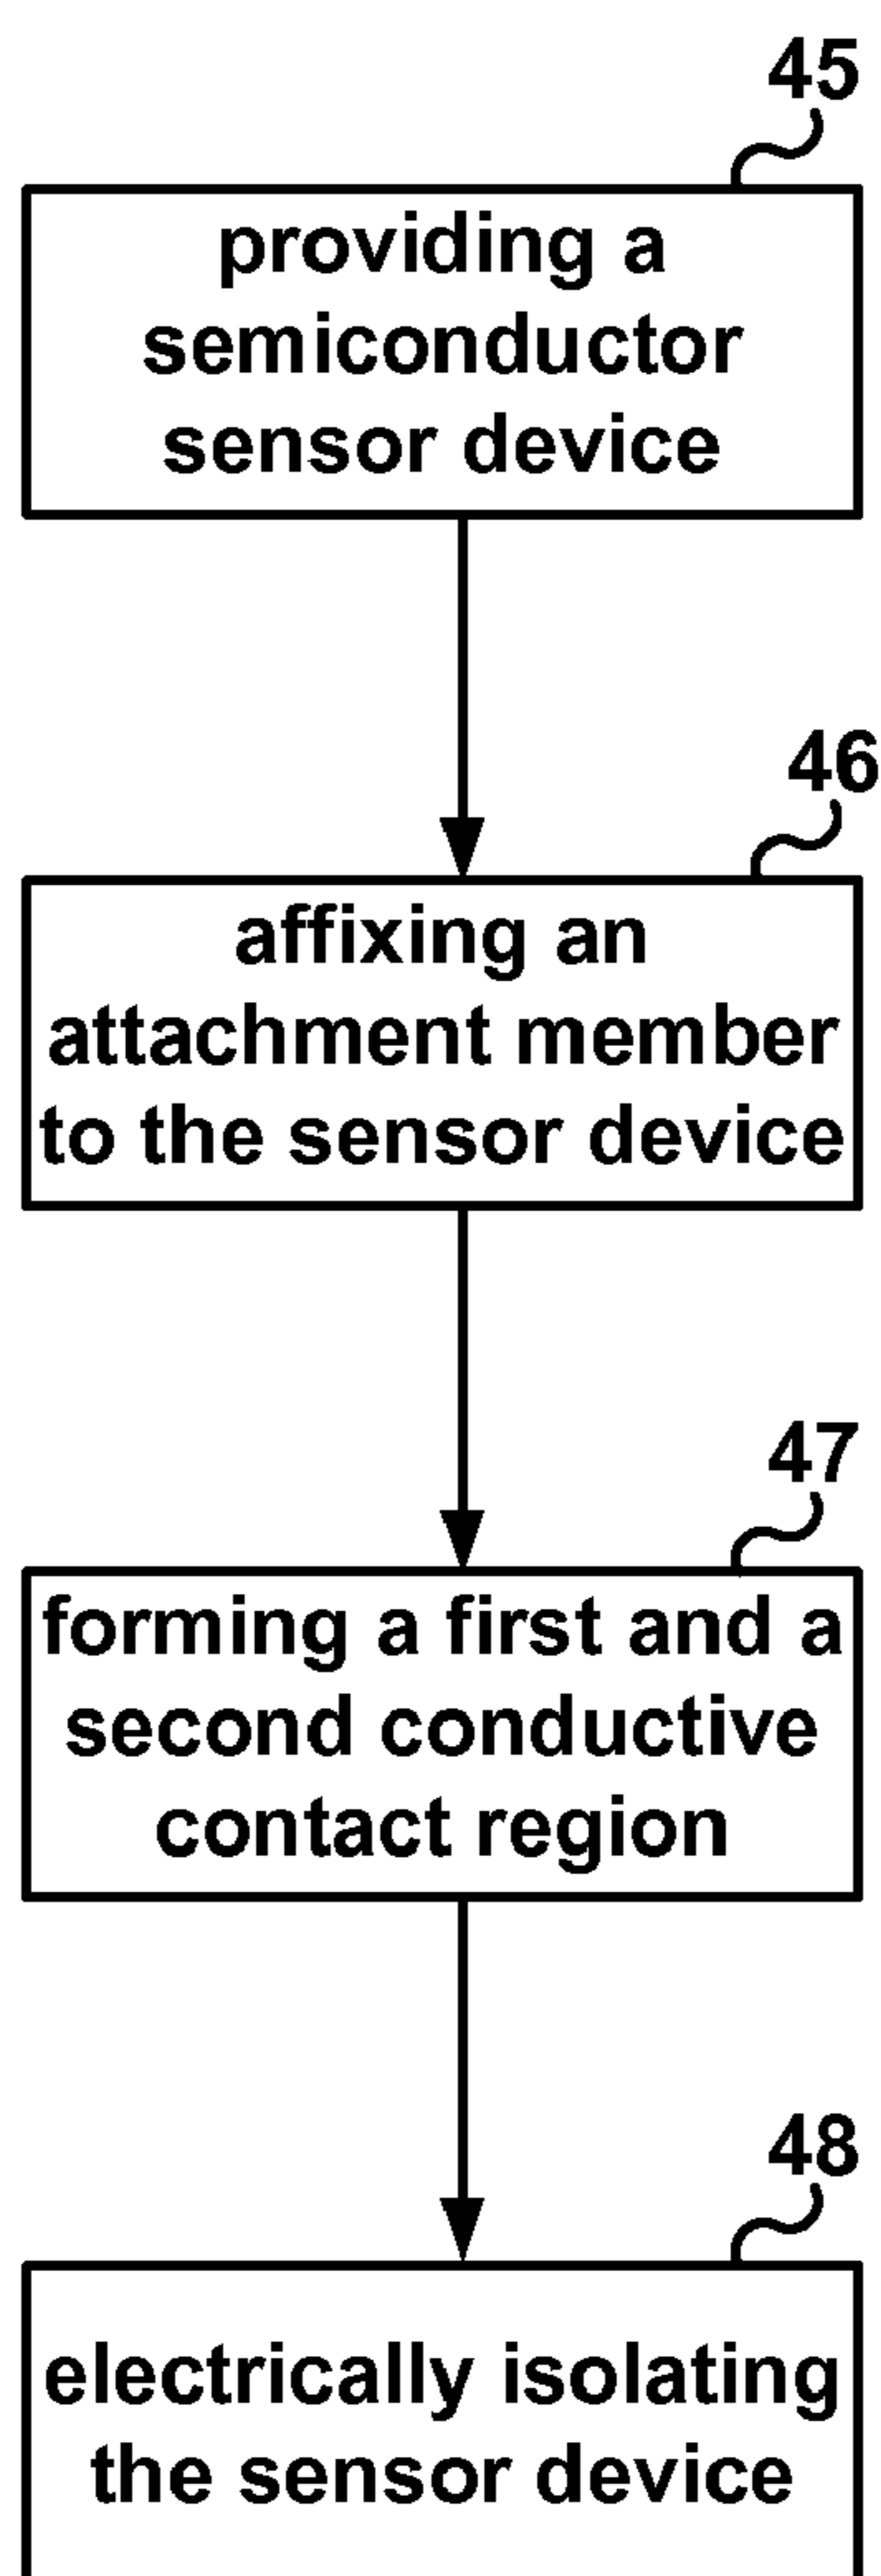 45
providing a
semiconductor
sensor device
46
affixing an
attachment member
to the sensor device
47
forming a first and a
second conductive
contact region
48
electrically isolating
the sensor device